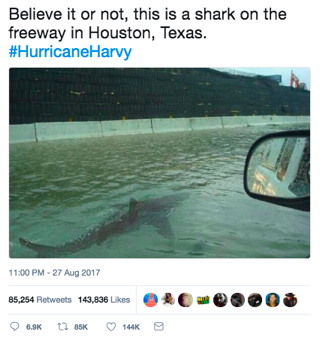 Believe it or not, this is a shark on the
freeway in Houston, Texas.
#HurricaneHarvy
11:00 PM - 27 Aug 2017
85,254 Retweets 143,836 Likes
6.9K 85K 144K